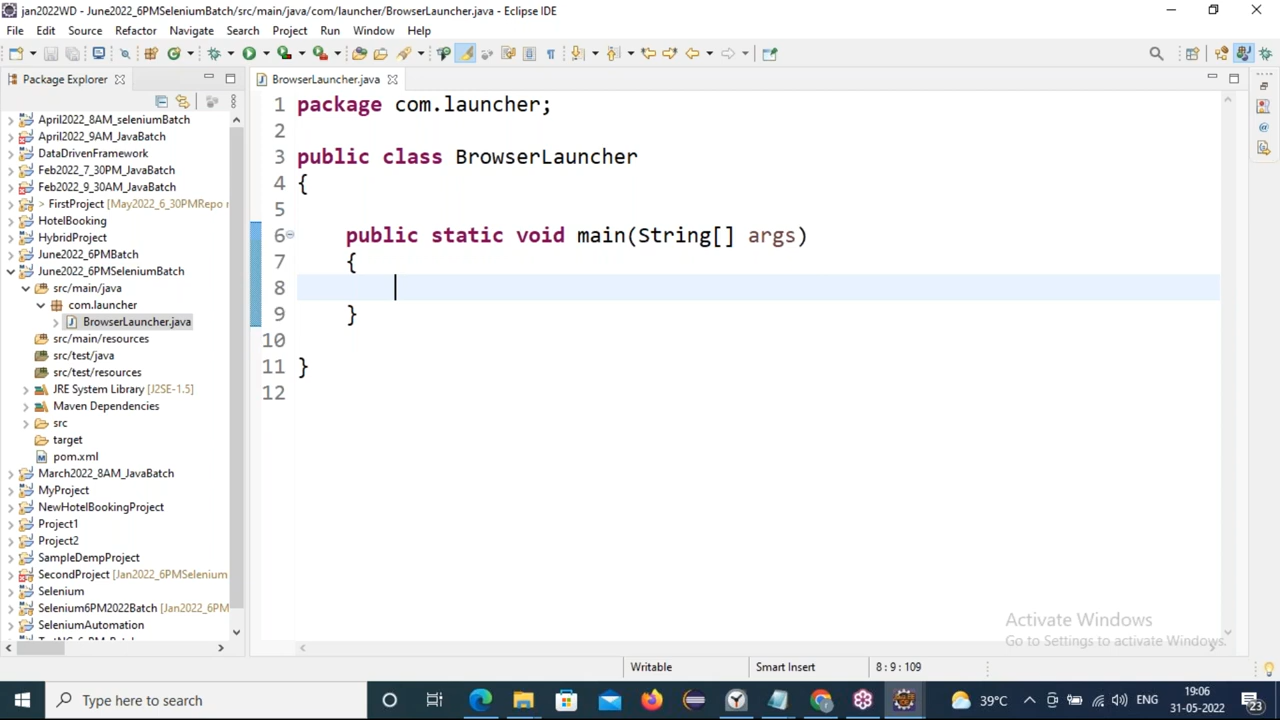 jan2022WD - June2022_6PMSeleniumBatch/src/main/java/com/launcher/BrowserLauncher.java - Eclipse IDE
File Edit Source Refactor Navigate Search Project Run Window Help
Package Explorer
BrowserLauncher.java
April2022_8AM_seleniumBatch
April2022_9AM_JavaBatch
DataDrivenFramework
Feb2022_7_30PM_JavaBatch
Feb2022_9_30AM_JavaBatch
> FirstProject [May2022_6_30PMRepo
HotelBooking
HybridProject
June2022_6PMBatch
June2022_6PMSeleniumBatch
src/main/java
com.launcher
BrowserLauncher.java
src/main/resources
src/test/java
src/test/resources
JRE System Library [J2SE-1.5]
Maven Dependencies
src
target
pom.xml
March2022_8AM_JavaBatch
MyProject
NewHotelBookingProject
Project1
Project2
SampleDempProject
SecondProject [Jan2022_6PMSelenium
Selenium
Selenium6PM2022Batch [Jan2022_6PM
SeleniumAutomation
1 package com.launcher;
2
3 public class BrowserLauncher
4 {
5
6 public static void main(String[] args)
7 {
8
9 }
10
11 }
12
Activate Windows
Go to Settings to activate Windows.
Writable Smart Insert 8 : 9 : 109
Type here to search
39°C ENG 19:06
31-05-2022
23